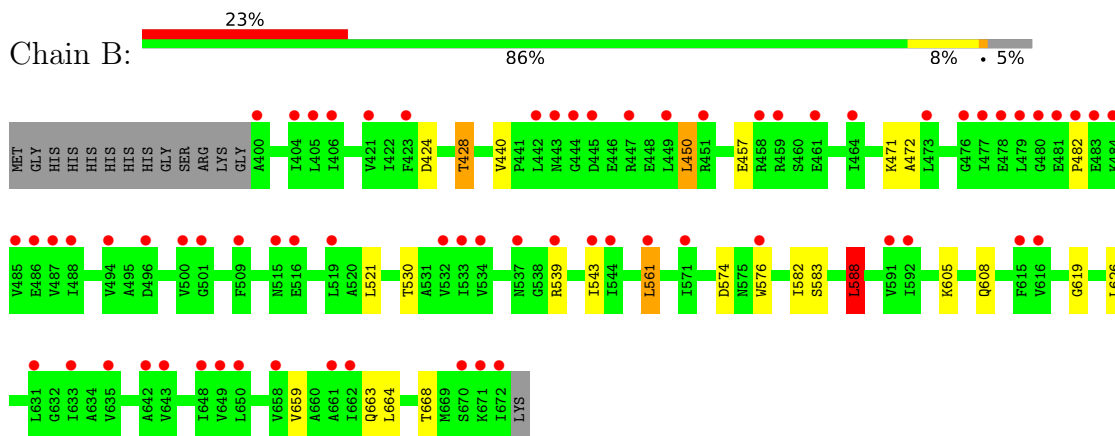 23%
Chain B:
86% 8% • 5%
MET GLY HIS HIS HIS HIS HIS HIS GLY SER ARG LYS GLY A400 I404 L405 I406 V421 I422 F423 D424 T428 V440 P441 L442 N443 G444 D445 E446 R447 E448 L449 L450 R451 E457 R458 R459 S460 E461 I464 K471 A472 L473 G476 I477 E478 L479 G480 E481 P482 E483 K484
V485 E486 V487 I488 V494 A495 D496 V500 G501 F509 N515 E516 L519 A520 L521 T530 A531 V532 I533 V534 N537 G538 R539 I543 I544 L561 I571 D574 N575 W576 I582 S583 L588 V591 I592 K605 Q608 F615 V616 G619 L626
L631 G632 I633 A634 V635 A642 V643 I648 V649 L650 V658 V659 A660 A661 I662 Q663 L664 T668 M669 S670 K671 I672 LYS